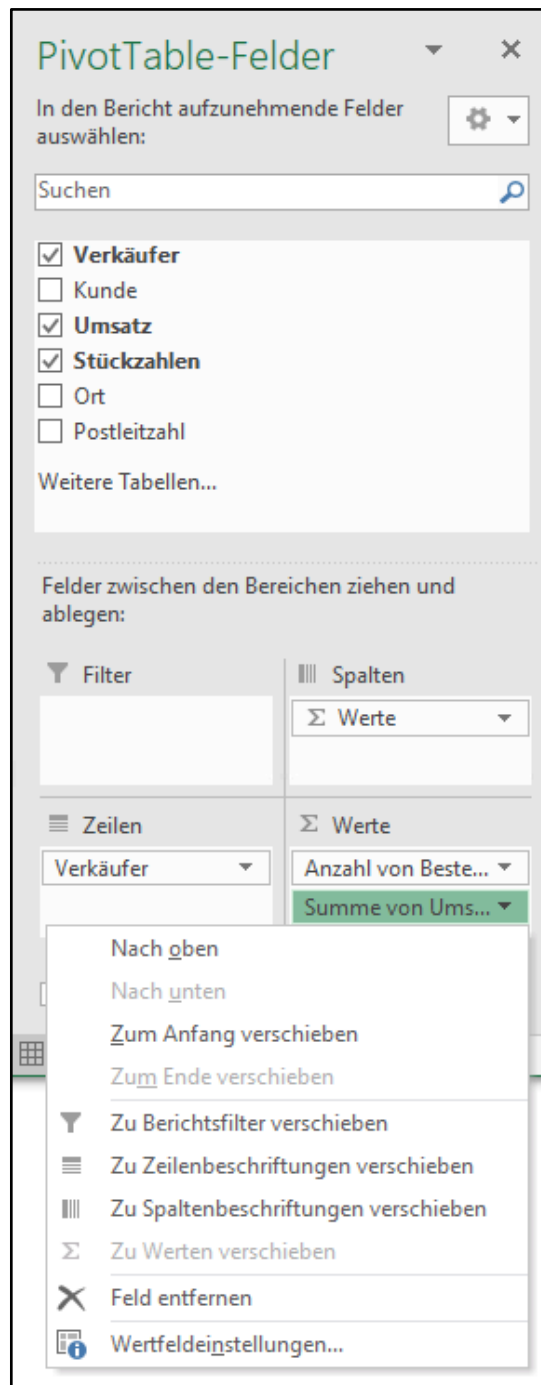 PivotTable-Felder
In den Bericht aufzunehmende Felder
auswählen:
Suchen
Verkäufer
Kunde
Umsatz
Stückzahlen
Ort
Postleitzahl
Weitere Tabellen...
Felder zwischen den Bereichen ziehen und
ablegen:
Filter
Spalten
Σ Werte
Zeilen
Σ Werte
Verkäufer
Anzahl von Beste...
Summe von Ums...
Nach oben
Nach unten
Zum Anfang verschieben
Zum Ende verschieben
Zu Berichtsfilter verschieben
Zu Zeilenbeschriftungen verschieben
Zu Spaltenbeschriftungen verschieben
Σ Zu Werten verschieben
Feld entfernen
Wertfeldeinstellungen...